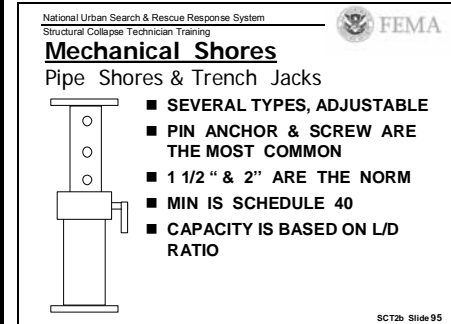 National Urban Search & Rescue Response System
Structural Collapse Technician Training
FEMA
Mechanical Shores
Pipe Shores & Trench Jacks
■ SEVERAL TYPES, ADJUSTABLE
■ PIN ANCHOR & SCREW ARE
THE MOST COMMON
■ 1 1/2 “ & 2” ARE THE NORM
■ MIN IS SCHEDULE 40
■ CAPACITY IS BASED ON L/D
RATIO
SCT2b Slide 95